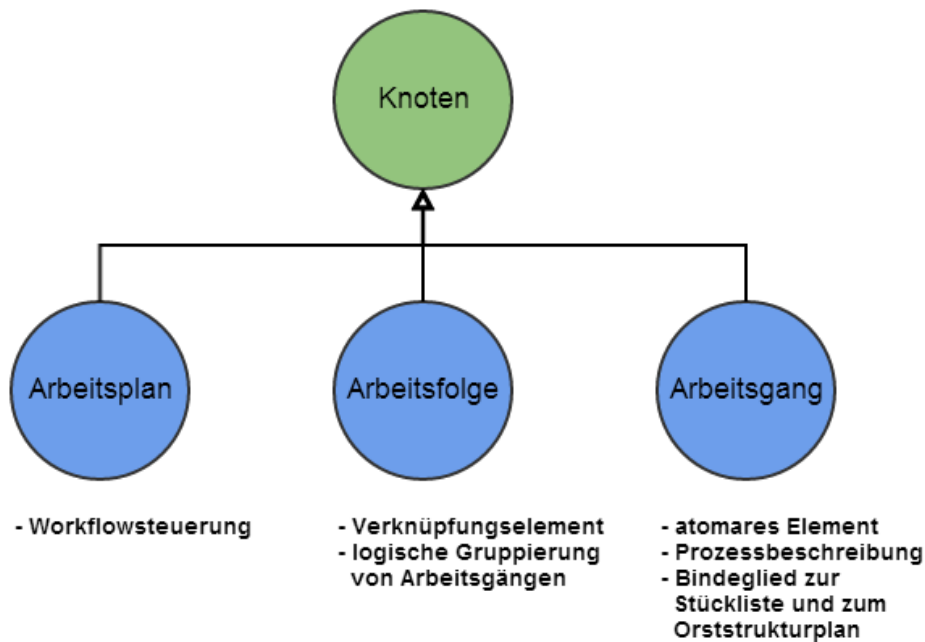 Knoten
Arbeitsplan
Arbeitsfolge
Arbeitsgang
- Workflowsteuerung
- Verknüpfungselement
- logische Gruppierung
von Arbeitsgängen
- atomares Element
- Prozessbeschreibung
- Bindeglied zur
Stückliste und zum
Orststrukturplan